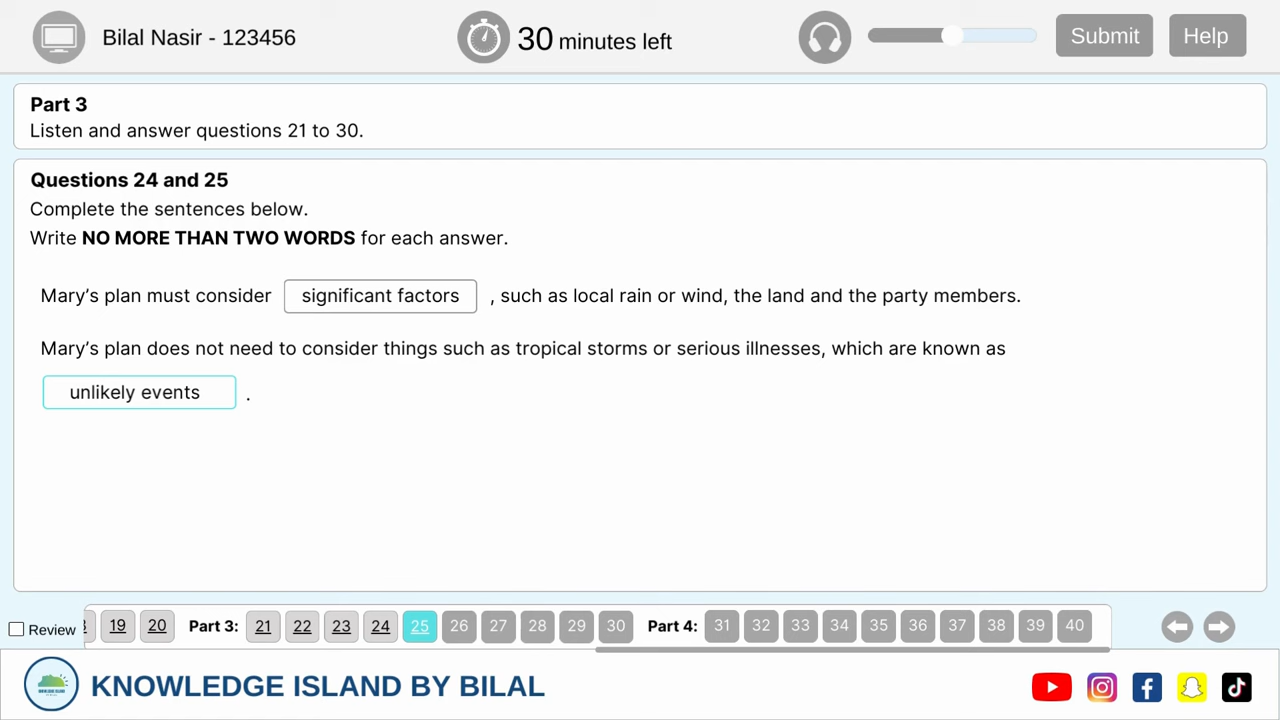 Bilal Nasir - 123456
30 minutes left
Submit
Help
Part 3
Listen and answer questions 21 to 30.
Questions 24 and 25
Complete the sentences below.
Write NO MORE THAN TWO WORDS for each answer.
Mary’s plan must consider significant factors , such as local rain or wind, the land and the party members.
Mary’s plan does not need to consider things such as tropical storms or serious illnesses, which are known as
unlikely events .
Review 19 20 Part 3: 21 22 23 24 25 26 27 28 29 30 Part 4: 31 32 33 34 35 36 37 38 39 40
KNOWLEDGE ISLAND BY BILAL